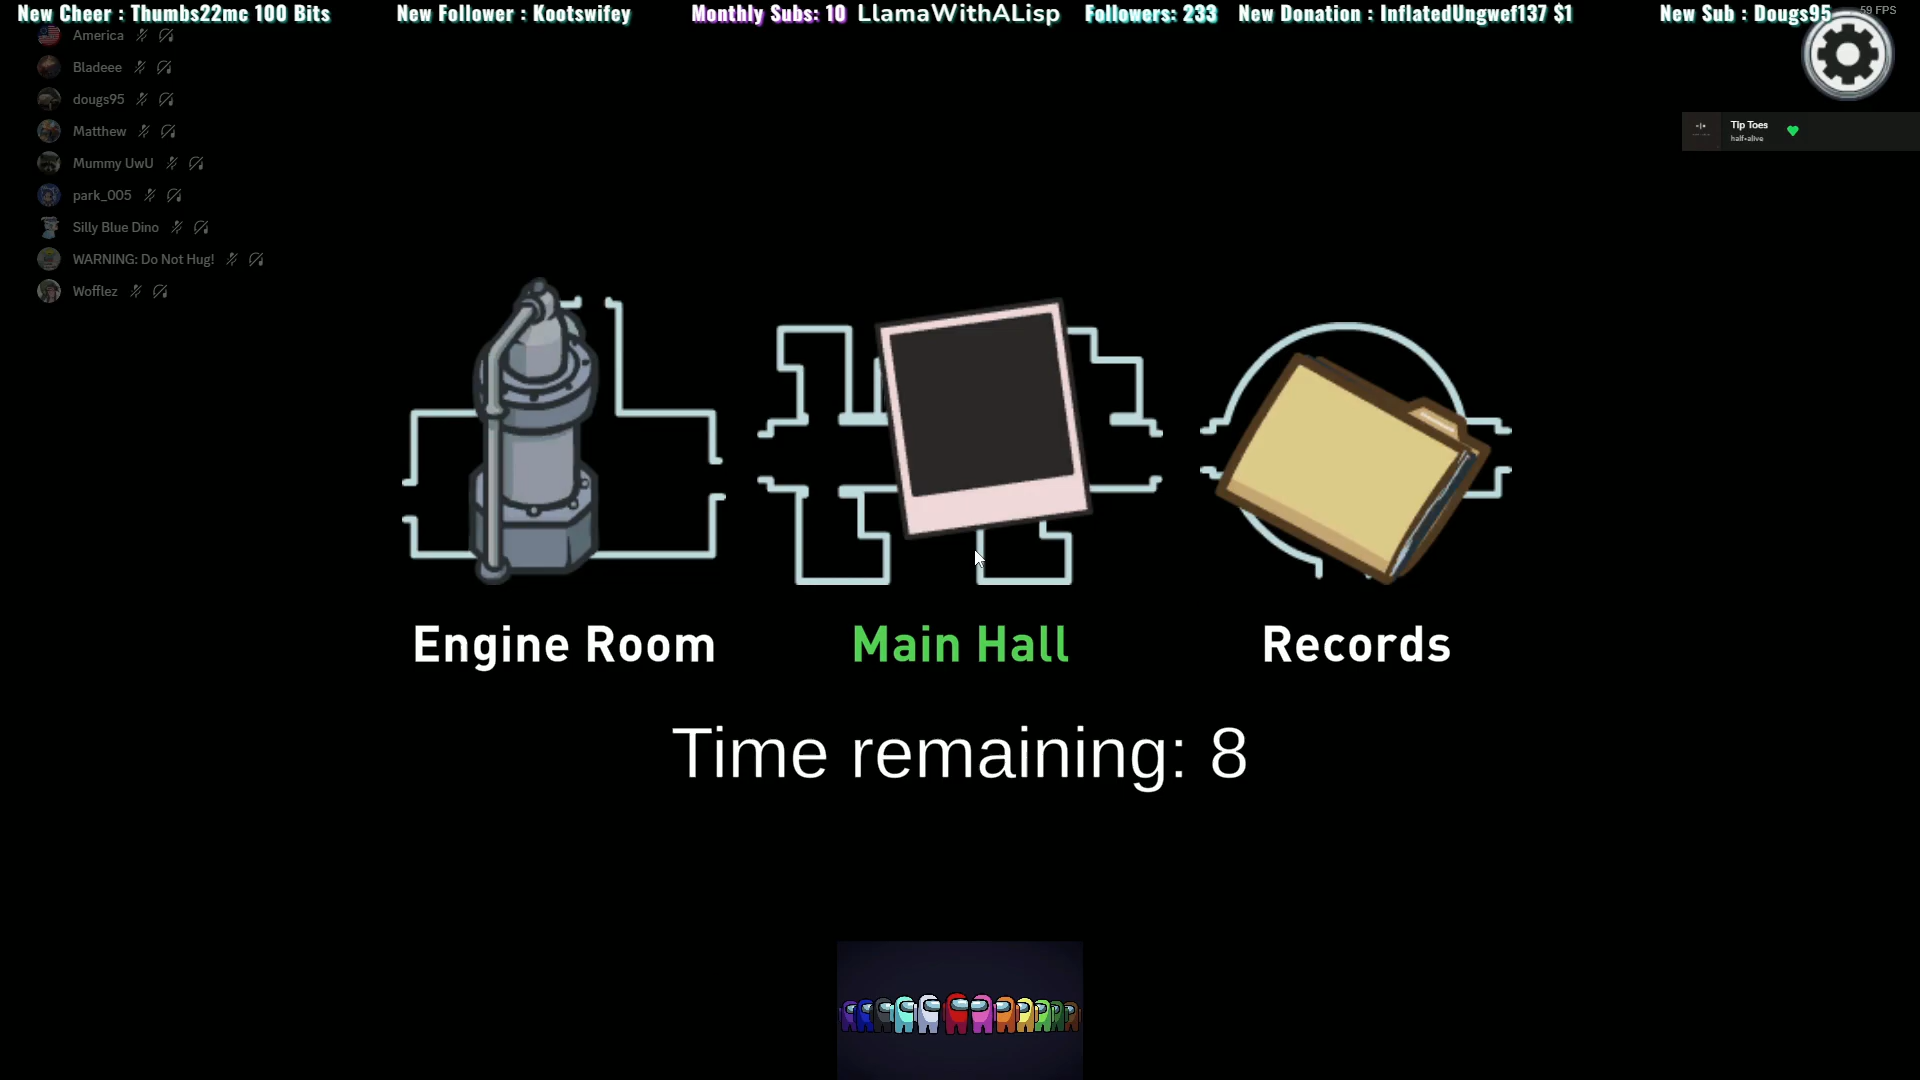 New Cheer : Thumbs22mc 100 Bits New Follower : Kootswifey Monthly Subs: 10 LlamaWithALisp Followers: 233 New Donation : InflatedUngwef137 $1 New Sub : Dougs95
59 FPS
America
Bladeee
dougs95
Matthew
Mummy UwU
park_005
Silly Blue Dino
WARNING: Do Not Hug!
Wofflez
Tip Toes
half•alive
Engine Room Main Hall Records
Time remaining: 8